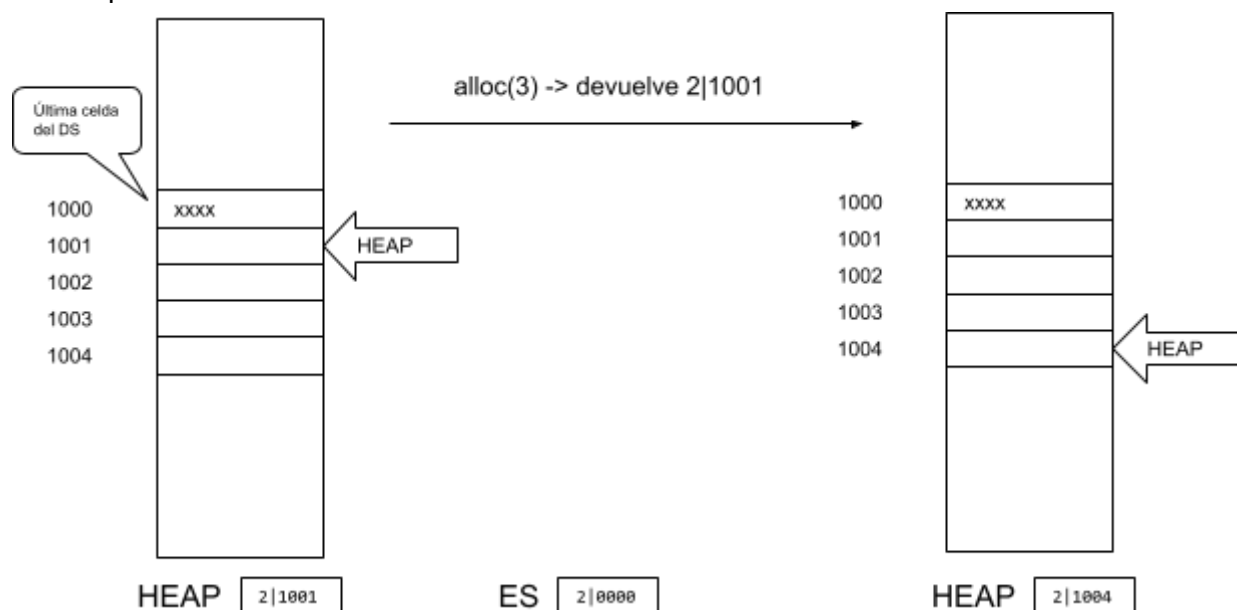 alloc(3) -> devuelve 2|1001
Última celda
del DS
1000 xxxx
1001 HEAP
1002
1003
1004
1000 xxxx
1001
1002
1003
1004 HEAP
HEAP 2|1001
ES 2|0000
HEAP 2|1004